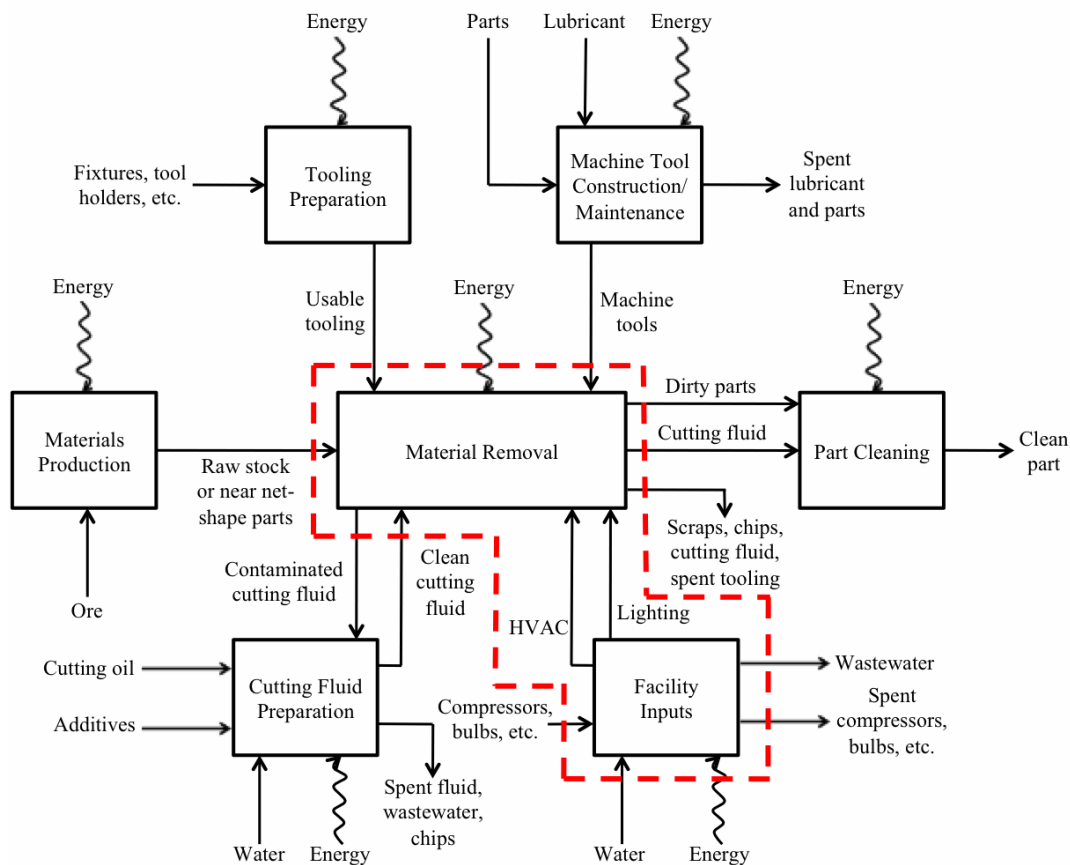 Energy
Parts
Lubricant
Energy
Fixtures, tool
holders, etc.
Tooling
Preparation
Machine Tool
Construction/
Maintenance
Spent
lubricant
and parts
Energy
Usable
tooling
Energy
Machine
tools
Energy
Materials
Production
Raw stock
or near net-
shape parts
Material Removal
Dirty parts
Cutting fluid
Part Cleaning
Clean
part
Scraps, chips,
cutting fluid,
spent tooling
Ore
Contaminated
cutting fluid
Clean
cutting
fluid
HVAC
Lighting
Cutting oil
Additives
Cutting Fluid
Preparation
Compressors,
bulbs, etc.
Facility
Inputs
Wastewater
Spent
compressors,
bulbs, etc.
Spent fluid,
wastewater,
chips
Water
Energy
Water
Energy